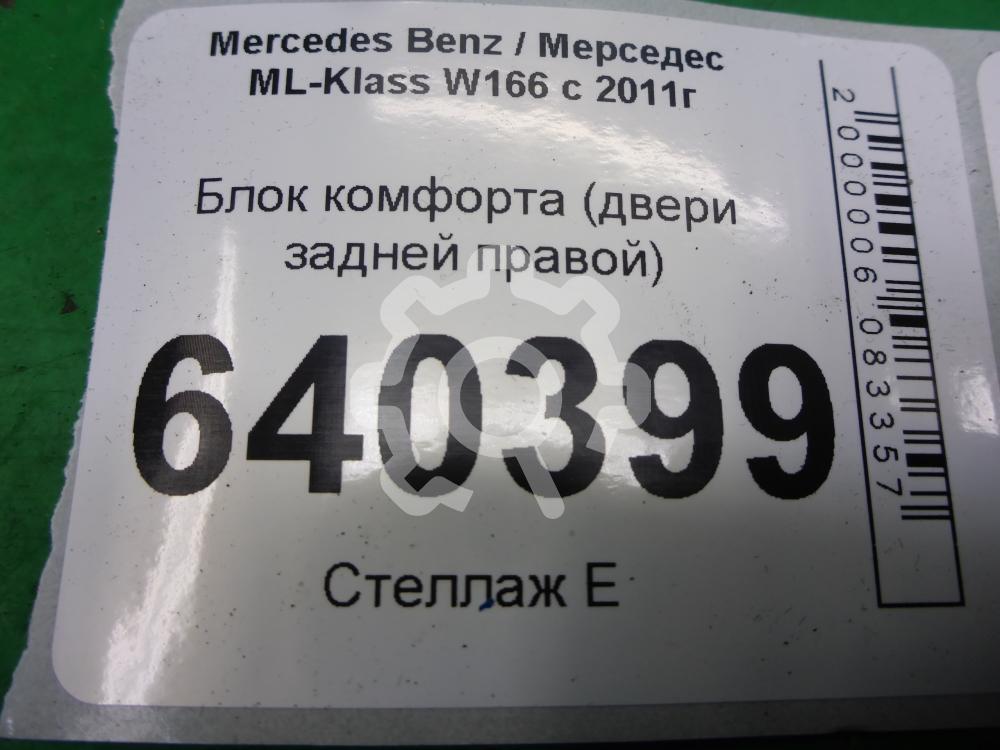 Mercedes Benz / Мерседес
ML-Klass W166 с 2011г
Блок комфорта (двери
задней правой)
640399
Стеллаж Е
2000006083357